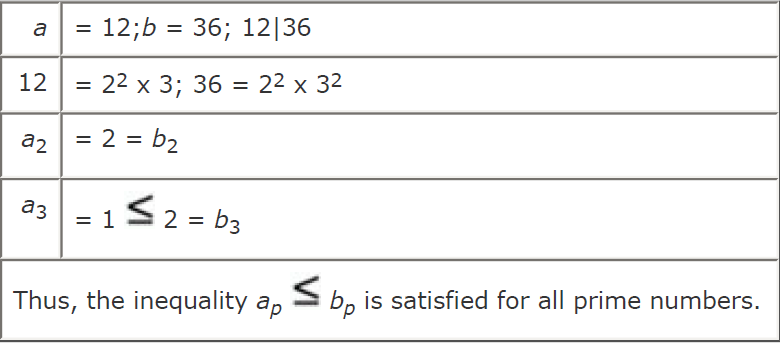 a = 12;b = 36; 12|36
12 = 2² x 3; 36 = 2² x 3²
a₂ = 2 = b₂
a₃ = 1 ≤ 2 = b₃
Thus, the inequality aₚ ≤ bₚ is satisfied for all prime numbers.